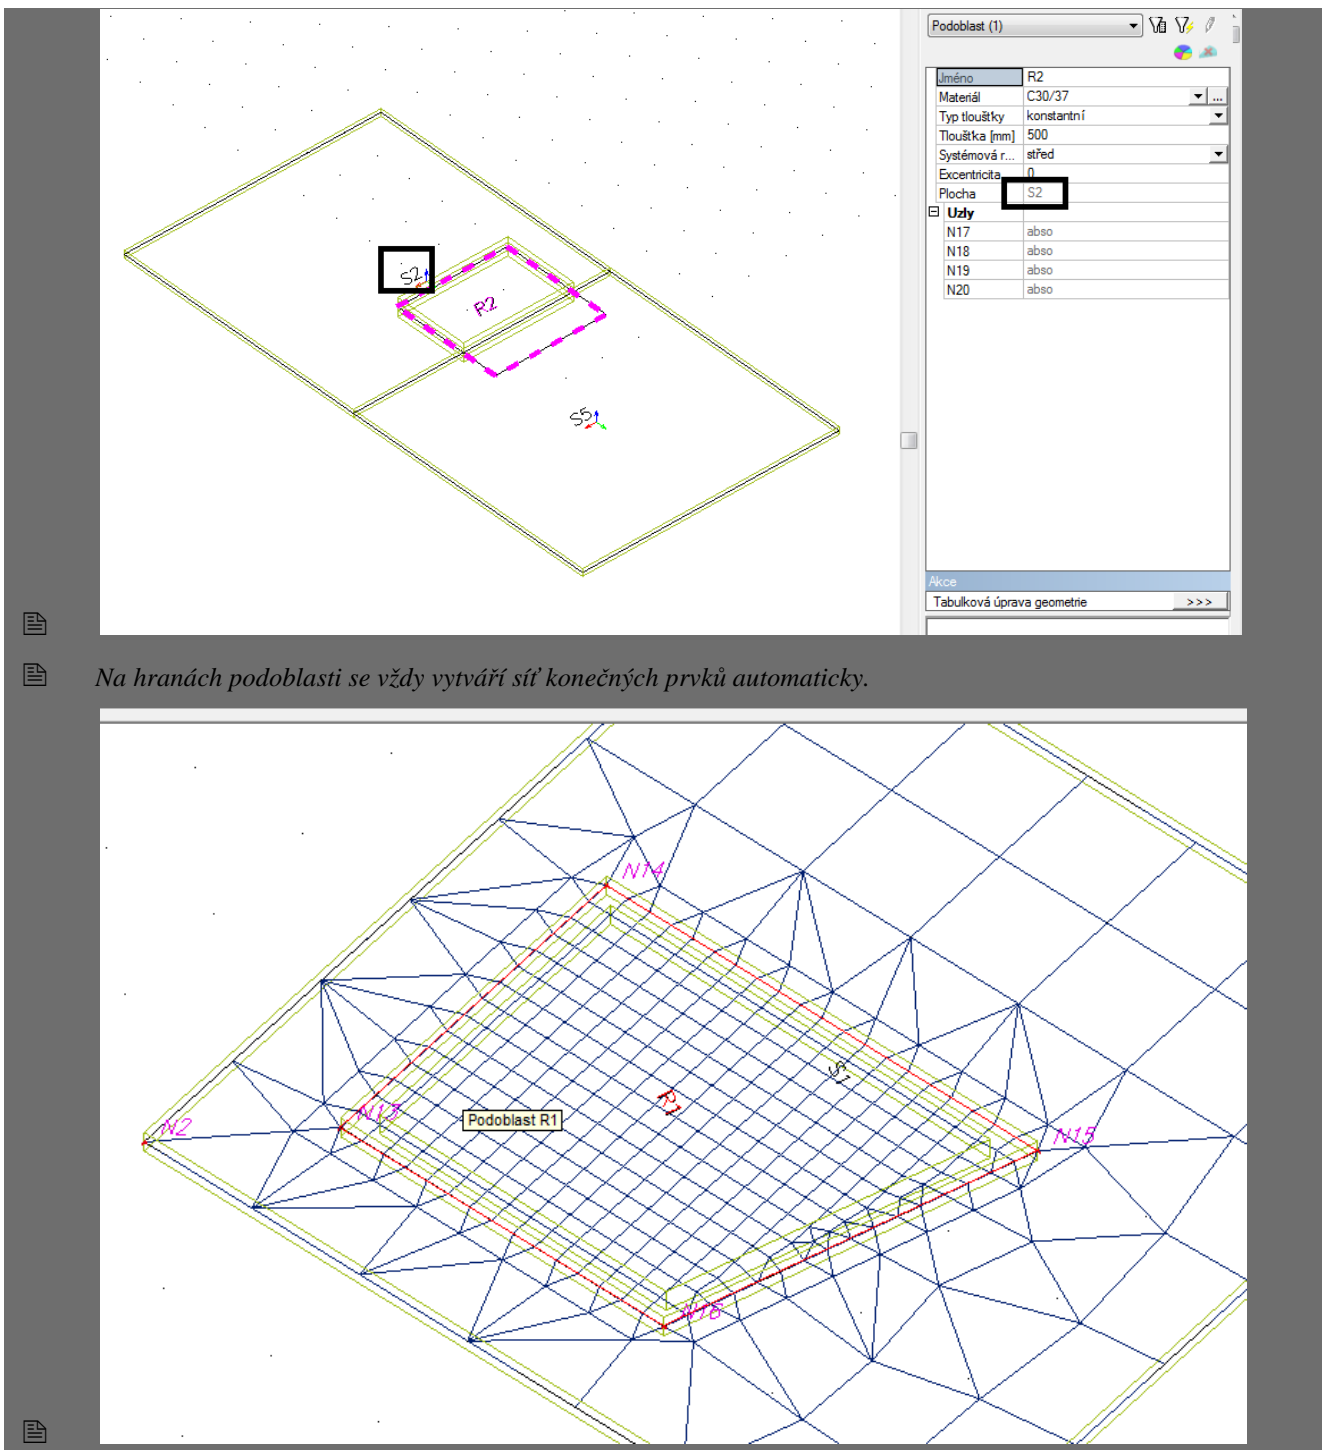 Podoblast (1)
Jméno R2
Materiál C30/37 ...
Typ tloušťky konstantní
Tloušťka [mm] 500
Systémová r... střed
Excentricita 0
Plocha S2
Uzly
N17 abso
N18 abso
N19 abso
N20 abso
S2
R2
S5
Akce
Tabulková úprava geometrie >>>
Na hranách podoblasti se vždy vytváří síť konečných prvků automaticky.
N14
S1
R1
N13
Podoblast R1
N2
N15
N16